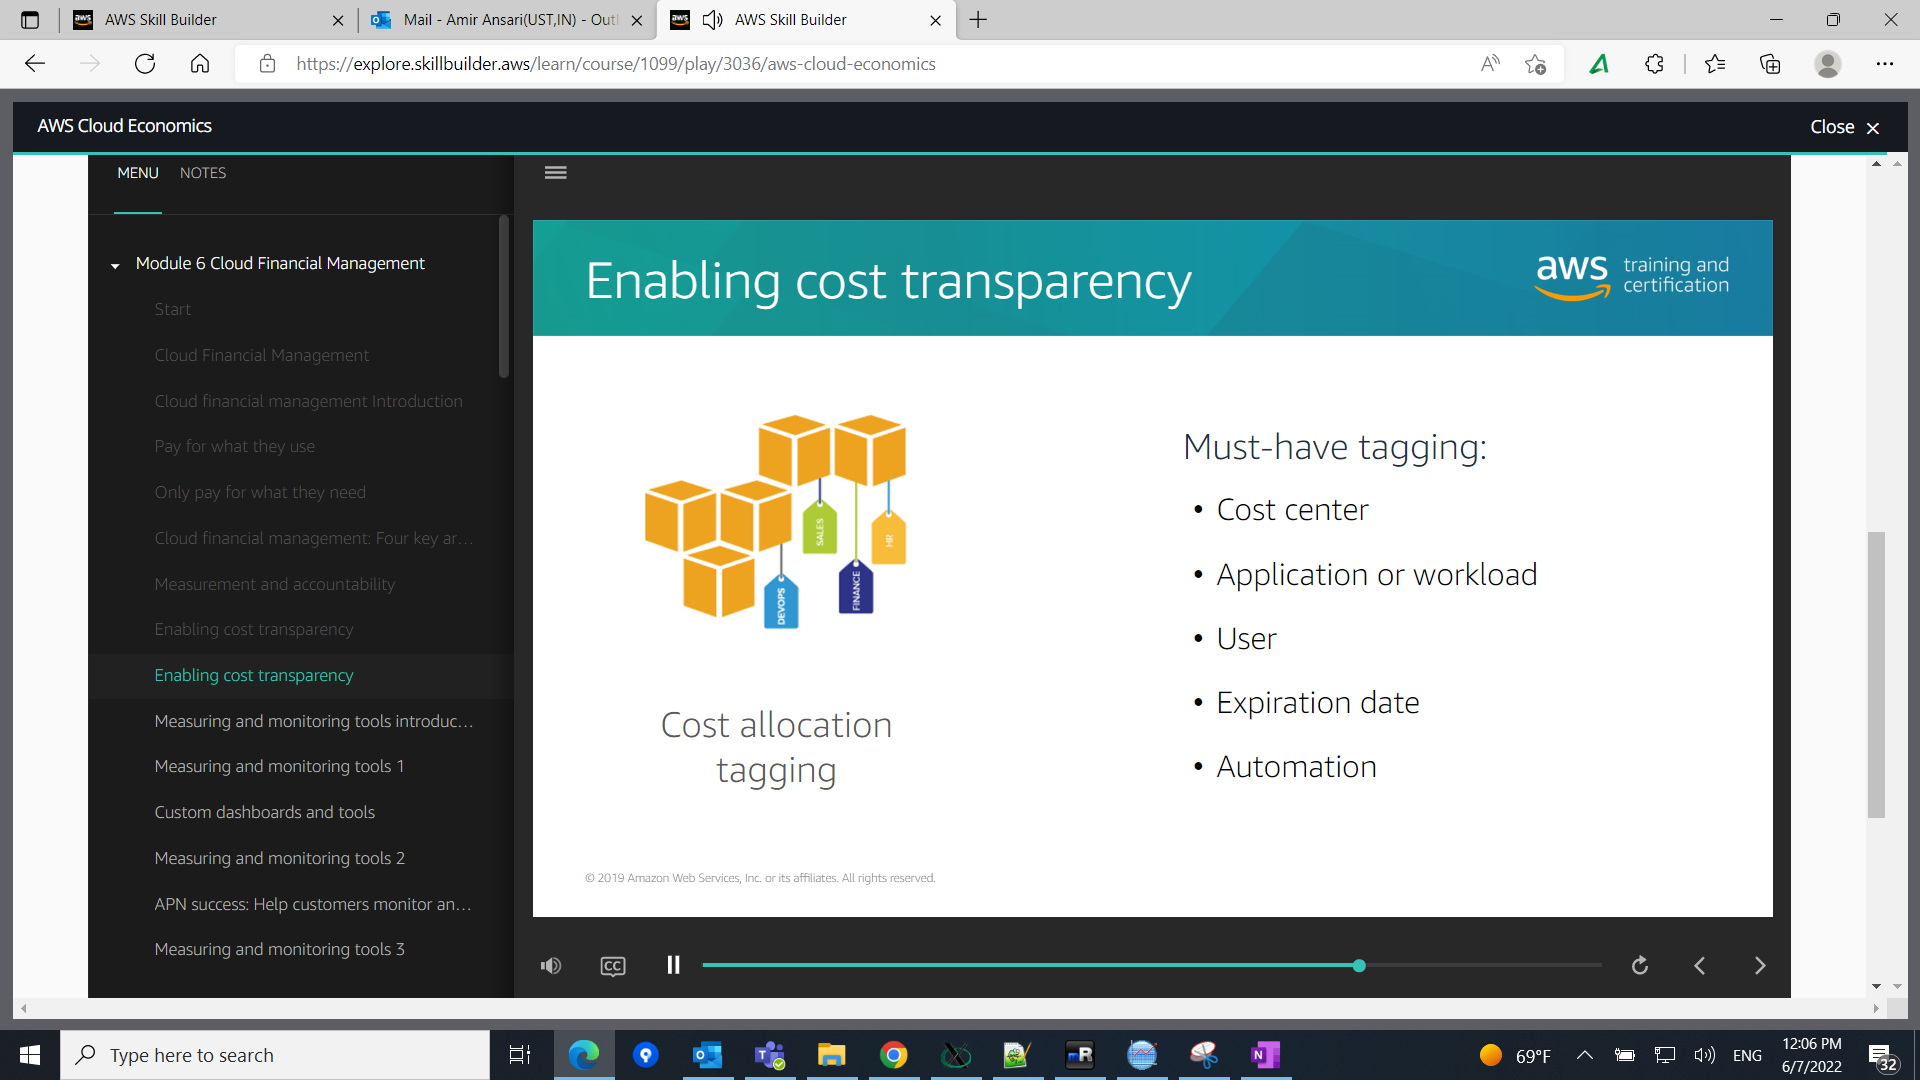 AWS Skill Builder
Mail - Amir Ansari(UST,IN) - Outl
AWS Skill Builder
https://explore.skillbuilder.aws/learn/course/1099/play/3036/aws-cloud-economics
AWS Cloud Economics
Close
MENU
NOTES
Module 6 Cloud Financial Management
Start
Cloud Financial Management
Cloud financial management Introduction
Pay for what they use
Only pay for what they need
Cloud financial management: Four key ar...
Measurement and accountability
Enabling cost transparency
Enabling cost transparency
Measuring and monitoring tools introduc...
Measuring and monitoring tools 1
Custom dashboards and tools
Measuring and monitoring tools 2
APN success: Help customers monitor an...
Measuring and monitoring tools 3
Enabling cost transparency
aws training and
certification
SALES
HR
DEVOPS
FINANCE
Cost allocation
tagging
Must-have tagging:
• Cost center
• Application or workload
• User
• Expiration date
• Automation
© 2019 Amazon Web Services, Inc. or its affiliates. All rights reserved.
CC
Type here to search
69°F
ENG
12:06 PM
6/7/2022
32